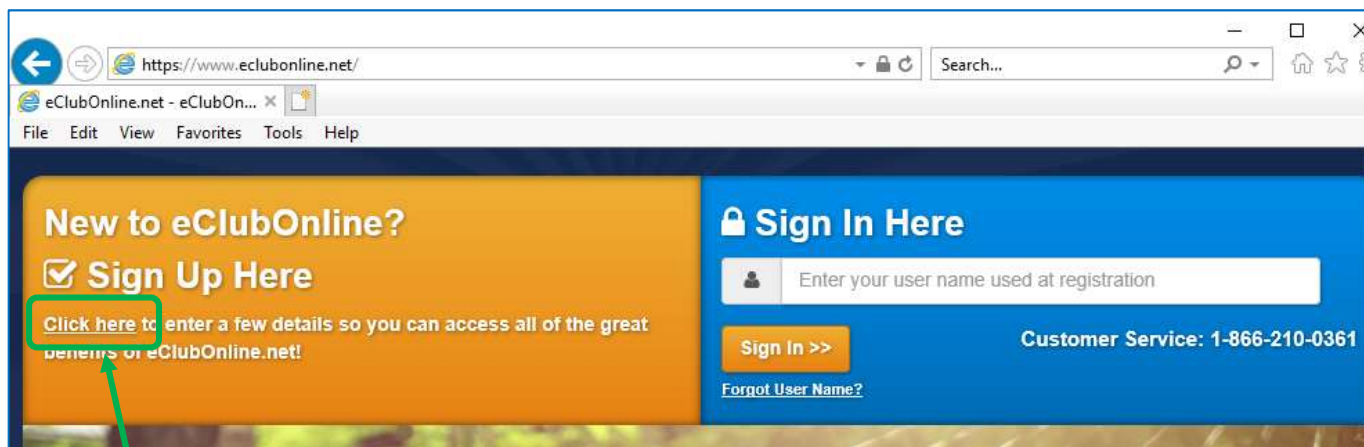 https://www.eclubonline.net/
Search...
eClubOnline.net - eClubOn...
File Edit View Favorites Tools Help
New to eClubOnline?
Sign Up Here
Click here to enter a few details so you can access all of the great
benefits of eClubOnline.net!
Sign In Here
Enter your user name used at registration
Sign In >>
Customer Service: 1-866-210-0361
Forgot User Name?